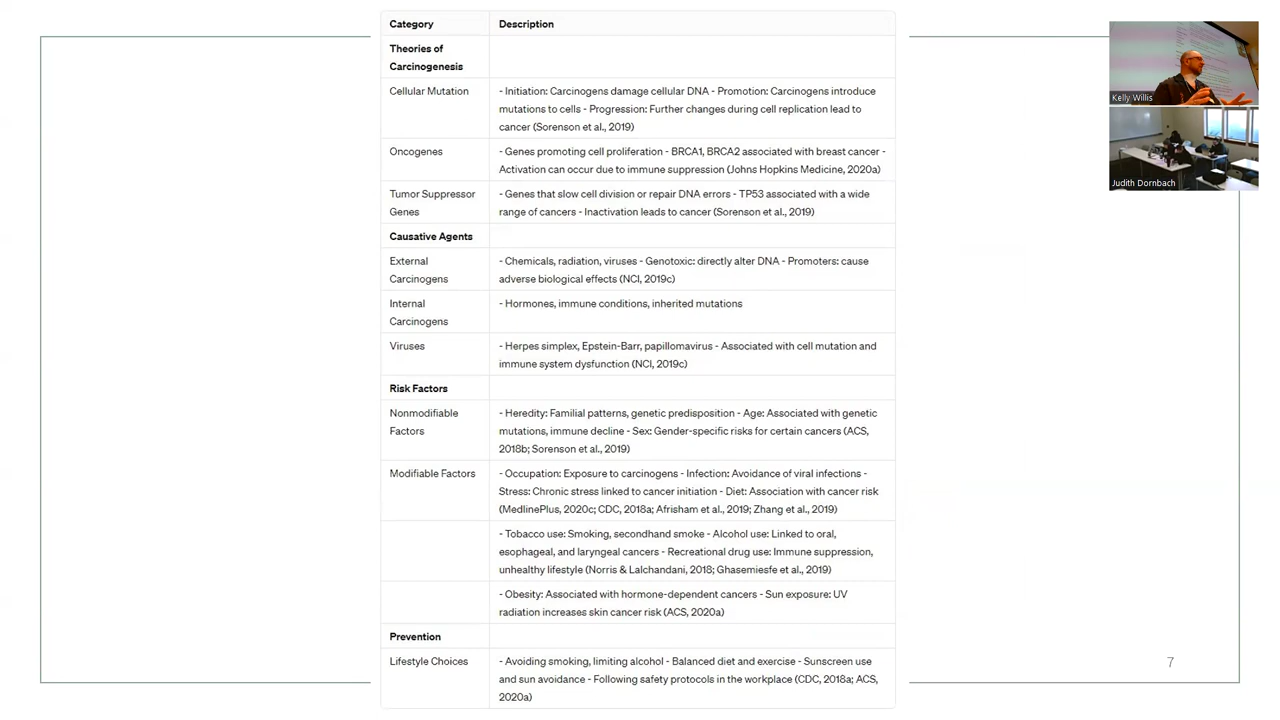 Category Description
Theories of
Carcinogenesis
Cellular Mutation - Initiation: Carcinogens damage cellular DNA - Promotion: Carcinogens introduce
mutations to cells - Progression: Further changes during cell replication lead to
cancer (Sorenson et al., 2019)
Oncogenes - Genes promoting cell proliferation - BRCA1, BRCA2 associated with breast cancer -
Activation can occur due to immune suppression (Johns Hopkins Medicine, 2020a)
Tumor Suppressor - Genes that slow cell division or repair DNA errors - TP53 associated with a wide
Genes range of cancers - Inactivation leads to cancer (Sorenson et al., 2019)
Causative Agents
External - Chemicals, radiation, viruses - Genotoxic: directly alter DNA - Promoters: cause
Carcinogens adverse biological effects (NCI, 2019c)
Internal - Hormones, immune conditions, inherited mutations
Carcinogens
Viruses - Herpes simplex, Epstein-Barr, papillomavirus - Associated with cell mutation and
immune system dysfunction (NCI, 2019c)
Risk Factors
Nonmodifiable - Heredity: Familial patterns, genetic predisposition - Age: Associated with genetic
Factors mutations, immune decline - Sex: Gender-specific risks for certain cancers (ACS,
2018b; Sorenson et al., 2019)
Modifiable Factors - Occupation: Exposure to carcinogens - Infection: Avoidance of viral infections -
Stress: Chronic stress linked to cancer initiation - Diet: Association with cancer risk
(MedlinePlus, 2020c; CDC, 2018a; Afrisham et al., 2019; Zhang et al., 2019)
- Tobacco use: Smoking, secondhand smoke - Alcohol use: Linked to oral,
esophageal, and laryngeal cancers - Recreational drug use: Immune suppression,
unhealthy lifestyle (Norris & Lalchandani, 2018; Ghasemiesfe et al., 2019)
- Obesity: Associated with hormone-dependent cancers - Sun exposure: UV
radiation increases skin cancer risk (ACS, 2020a)
Prevention
Lifestyle Choices - Avoiding smoking, limiting alcohol - Balanced diet and exercise - Sunscreen use
and sun avoidance - Following safety protocols in the workplace (CDC, 2018a; ACS,
2020a)
7
Kelly Willis
Judith Dornbach